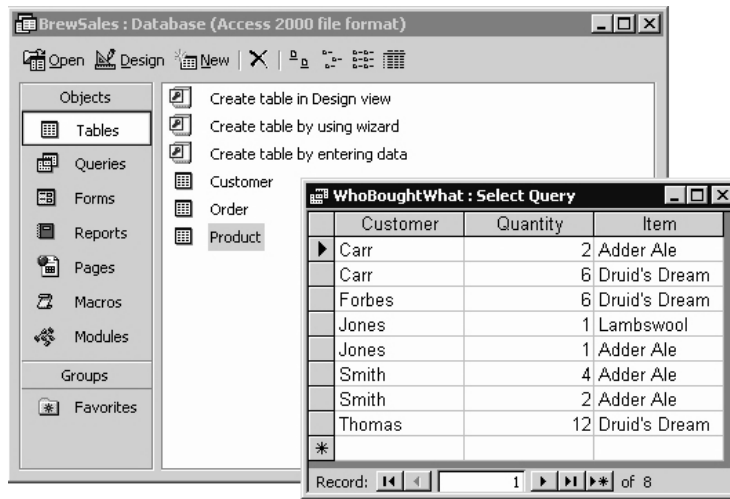 BrewSales : Database (Access 2000 file format)
Open Design New
Objects
Tables
Queries
Forms
Reports
Pages
Macros
Modules
Groups
Favorites
Create table in Design view
Create table by using wizard
Create table by entering data
Customer
Order
Product
WhoBoughtWhat : Select Query
Customer Quantity Item
Carr 2 Adder Ale
Carr 6 Druid's Dream
Forbes 6 Druid's Dream
Jones 1 Lambswool
Jones 1 Adder Ale
Smith 4 Adder Ale
Smith 2 Adder Ale
Thomas 12 Druid's Dream
Record: 1 of 8